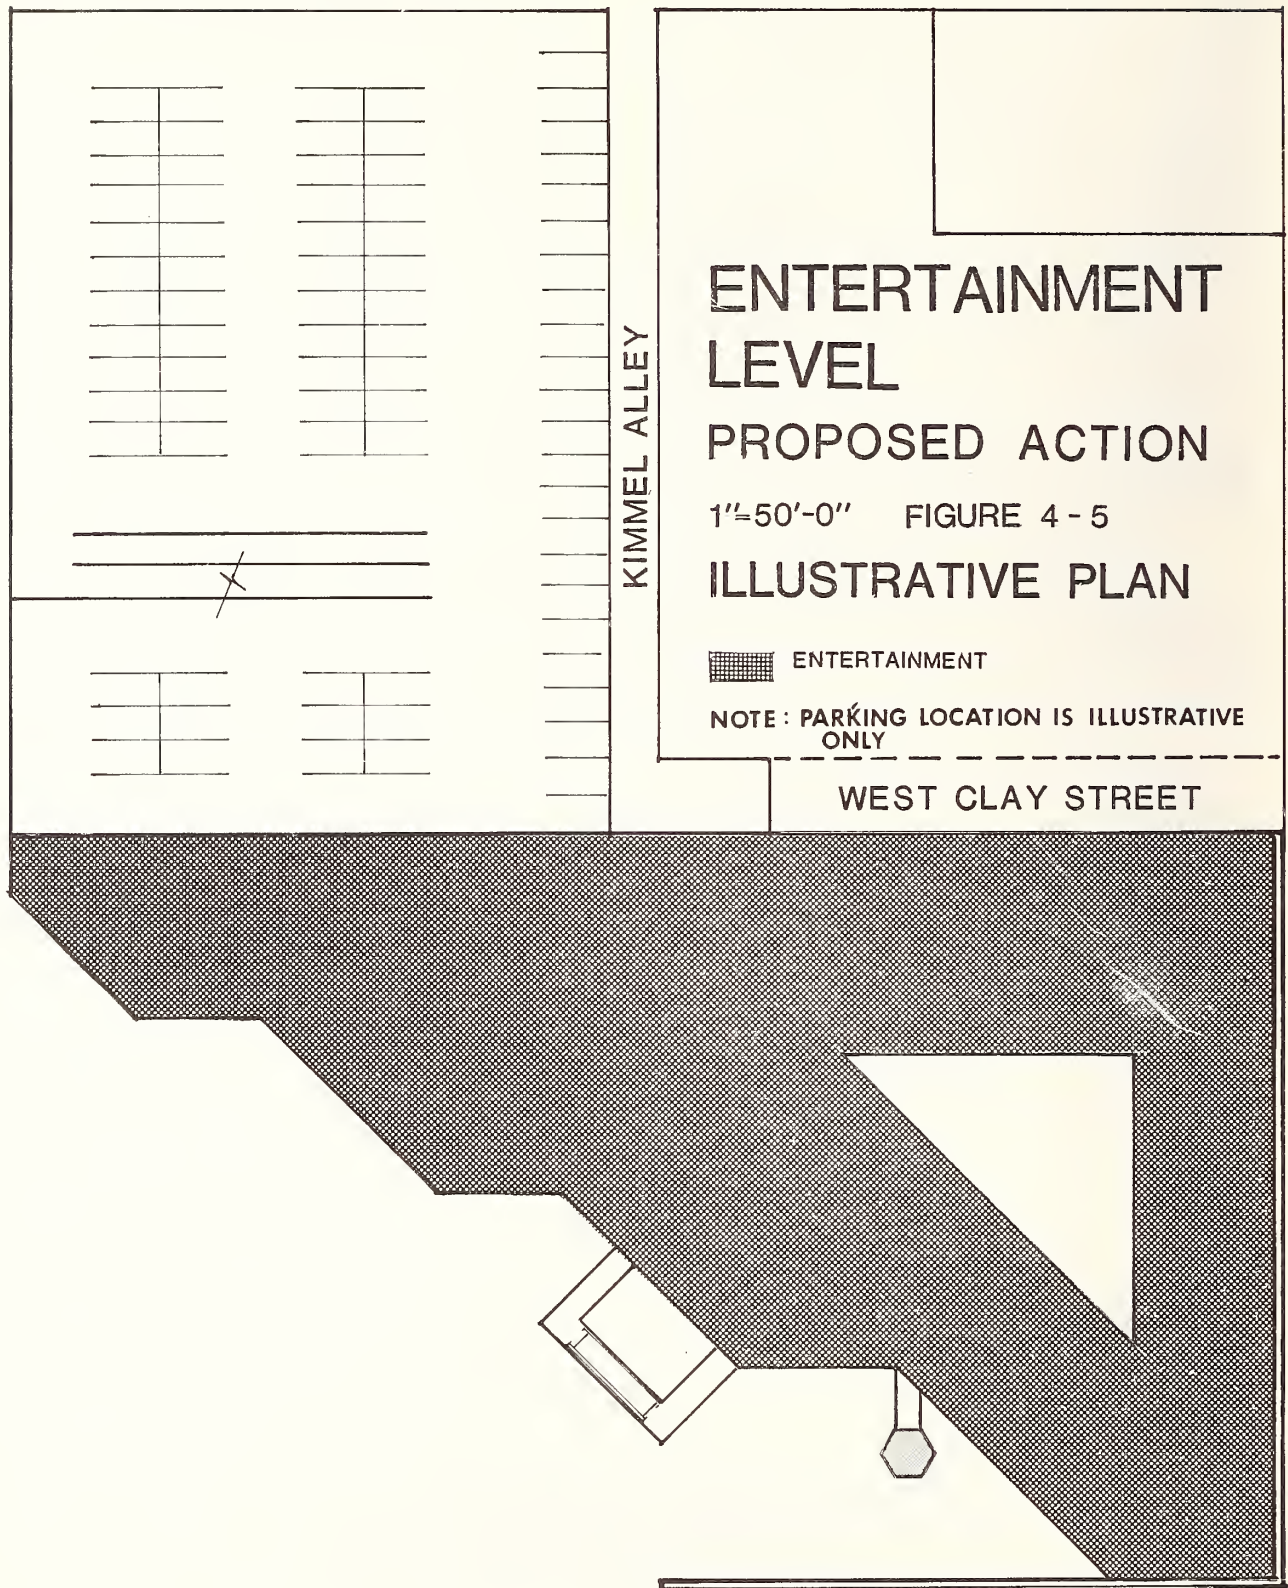 ENTERTAINMENT
LEVEL
PROPOSED ACTION
1"=50'-0" FIGURE 4-5
ILLUSTRATIVE PLAN
ENTERTAINMENT
NOTE: PARKING LOCATION IS ILLUSTRATIVE
ONLY
WEST CLAY STREET
KIMMEL ALLEY